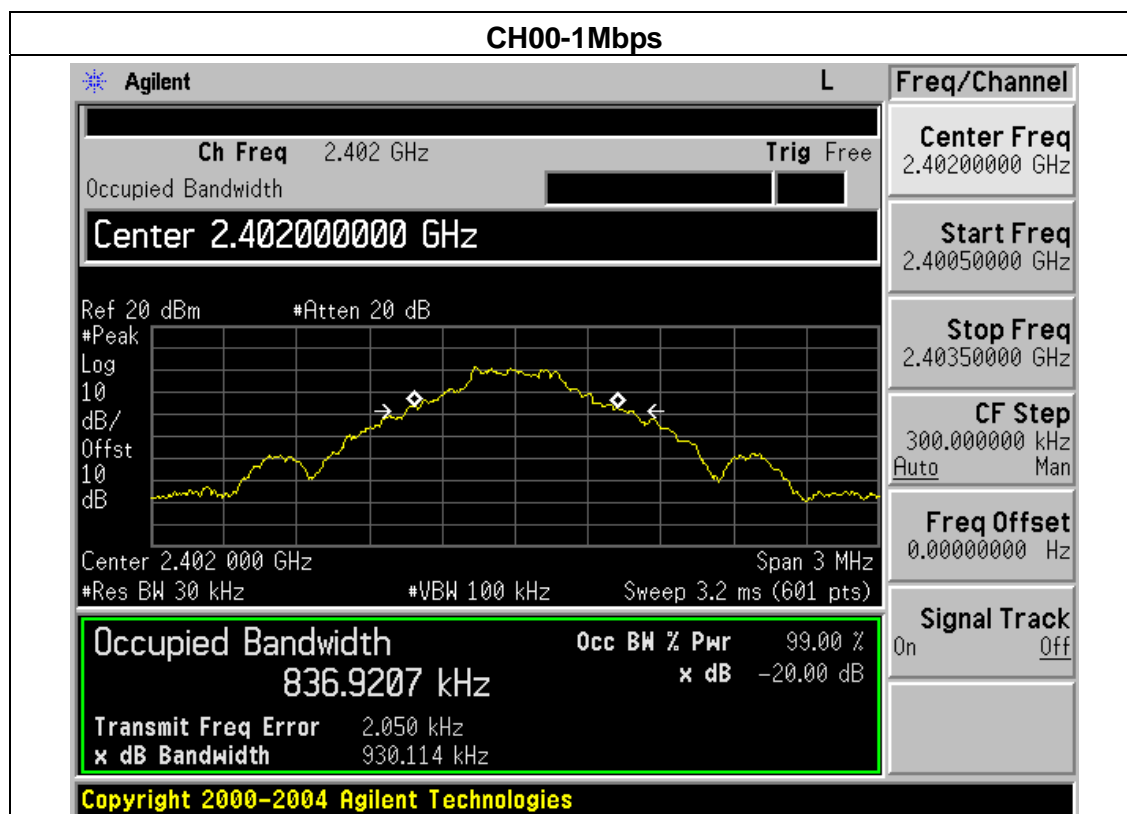 CH00-1Mbps
Agilent L Freq/Channel
Ch Freq 2.402 GHz Trig Free
Occupied Bandwidth
Center 2.402000000 GHz
Center Freq
2.40200000 GHz
Start Freq
2.40050000 GHz
Stop Freq
2.40350000 GHz
CF Step
300.000000 kHz
Auto Man
Freq Offset
0.00000000 Hz
Signal Track
On Off
Ref 20 dBm #Atten 20 dB
#Peak
Log
10
dB/
Offst
10
dB
Center 2.402 000 GHz Span 3 MHz
#Res BW 30 kHz #VBW 100 kHz Sweep 3.2 ms (601 pts)
Occupied Bandwidth Occ BW % Pwr 99.00 %
836.9207 kHz x dB -20.00 dB
Transmit Freq Error 2.050 kHz
x dB Bandwidth 930.114 kHz
Copyright 2000-2004 Agilent Technologies